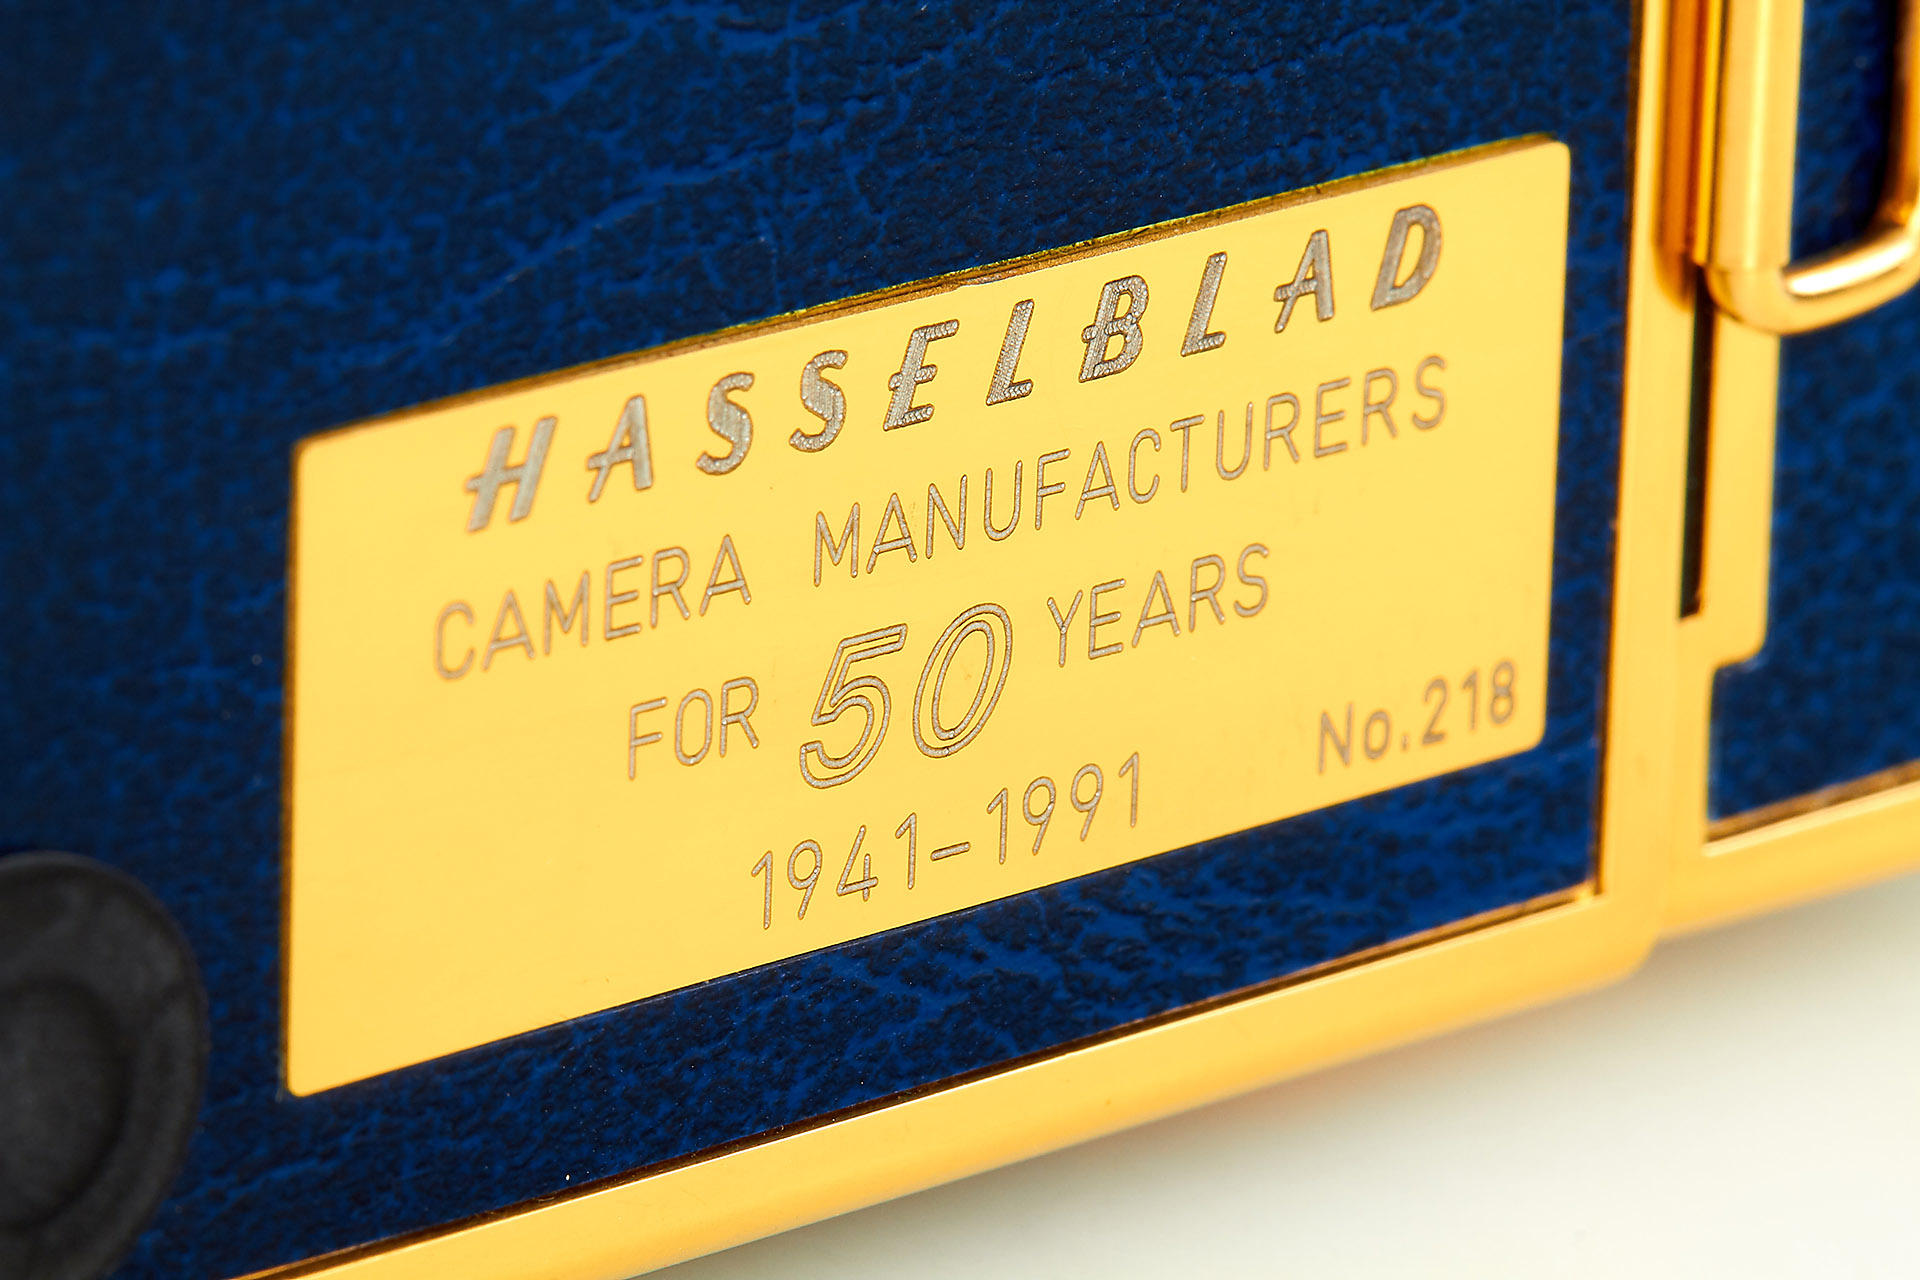 HASSELBLAD
CAMERA MANUFACTURERS
FOR 50 YEARS
1941-1991
No.218